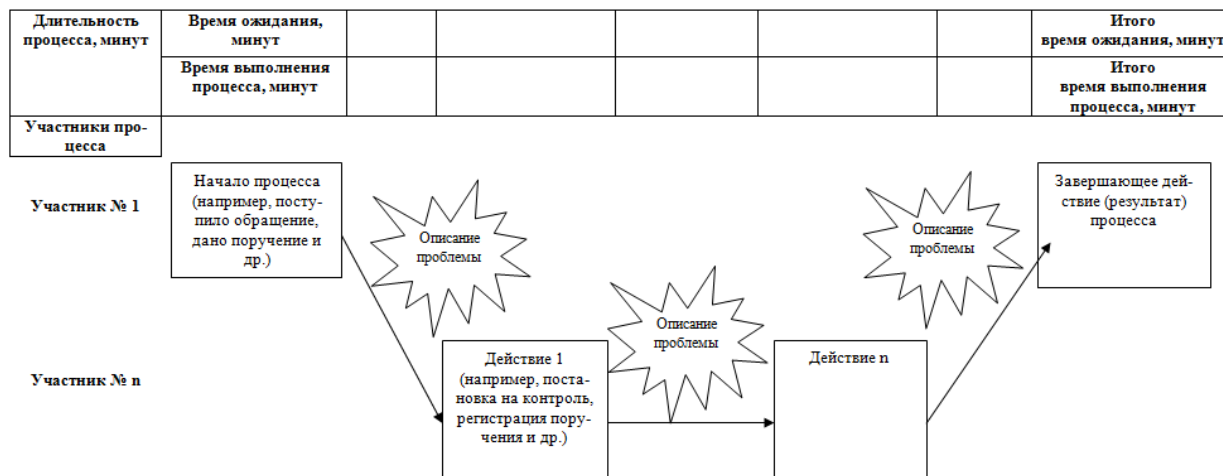 Длительность
процесса, минут
Время ожидания,
минут
Итого
время ожидания, минут
Время выполнения
процесса, минут
Итого
время выполнения
процесса, минут
Участники про-
цесса
Участник № 1
Начало процесса
(например, посту-
пило обращение,
дано поручение и
др.)
Описание
проблемы
Описание
проблемы
Завершающее дей-
ствие (результат)
процесса
Описание
проблемы
Участник № n
Действие 1
(например, поста-
новка на контроль,
регистрация пору-
чения и др.)
Действие n